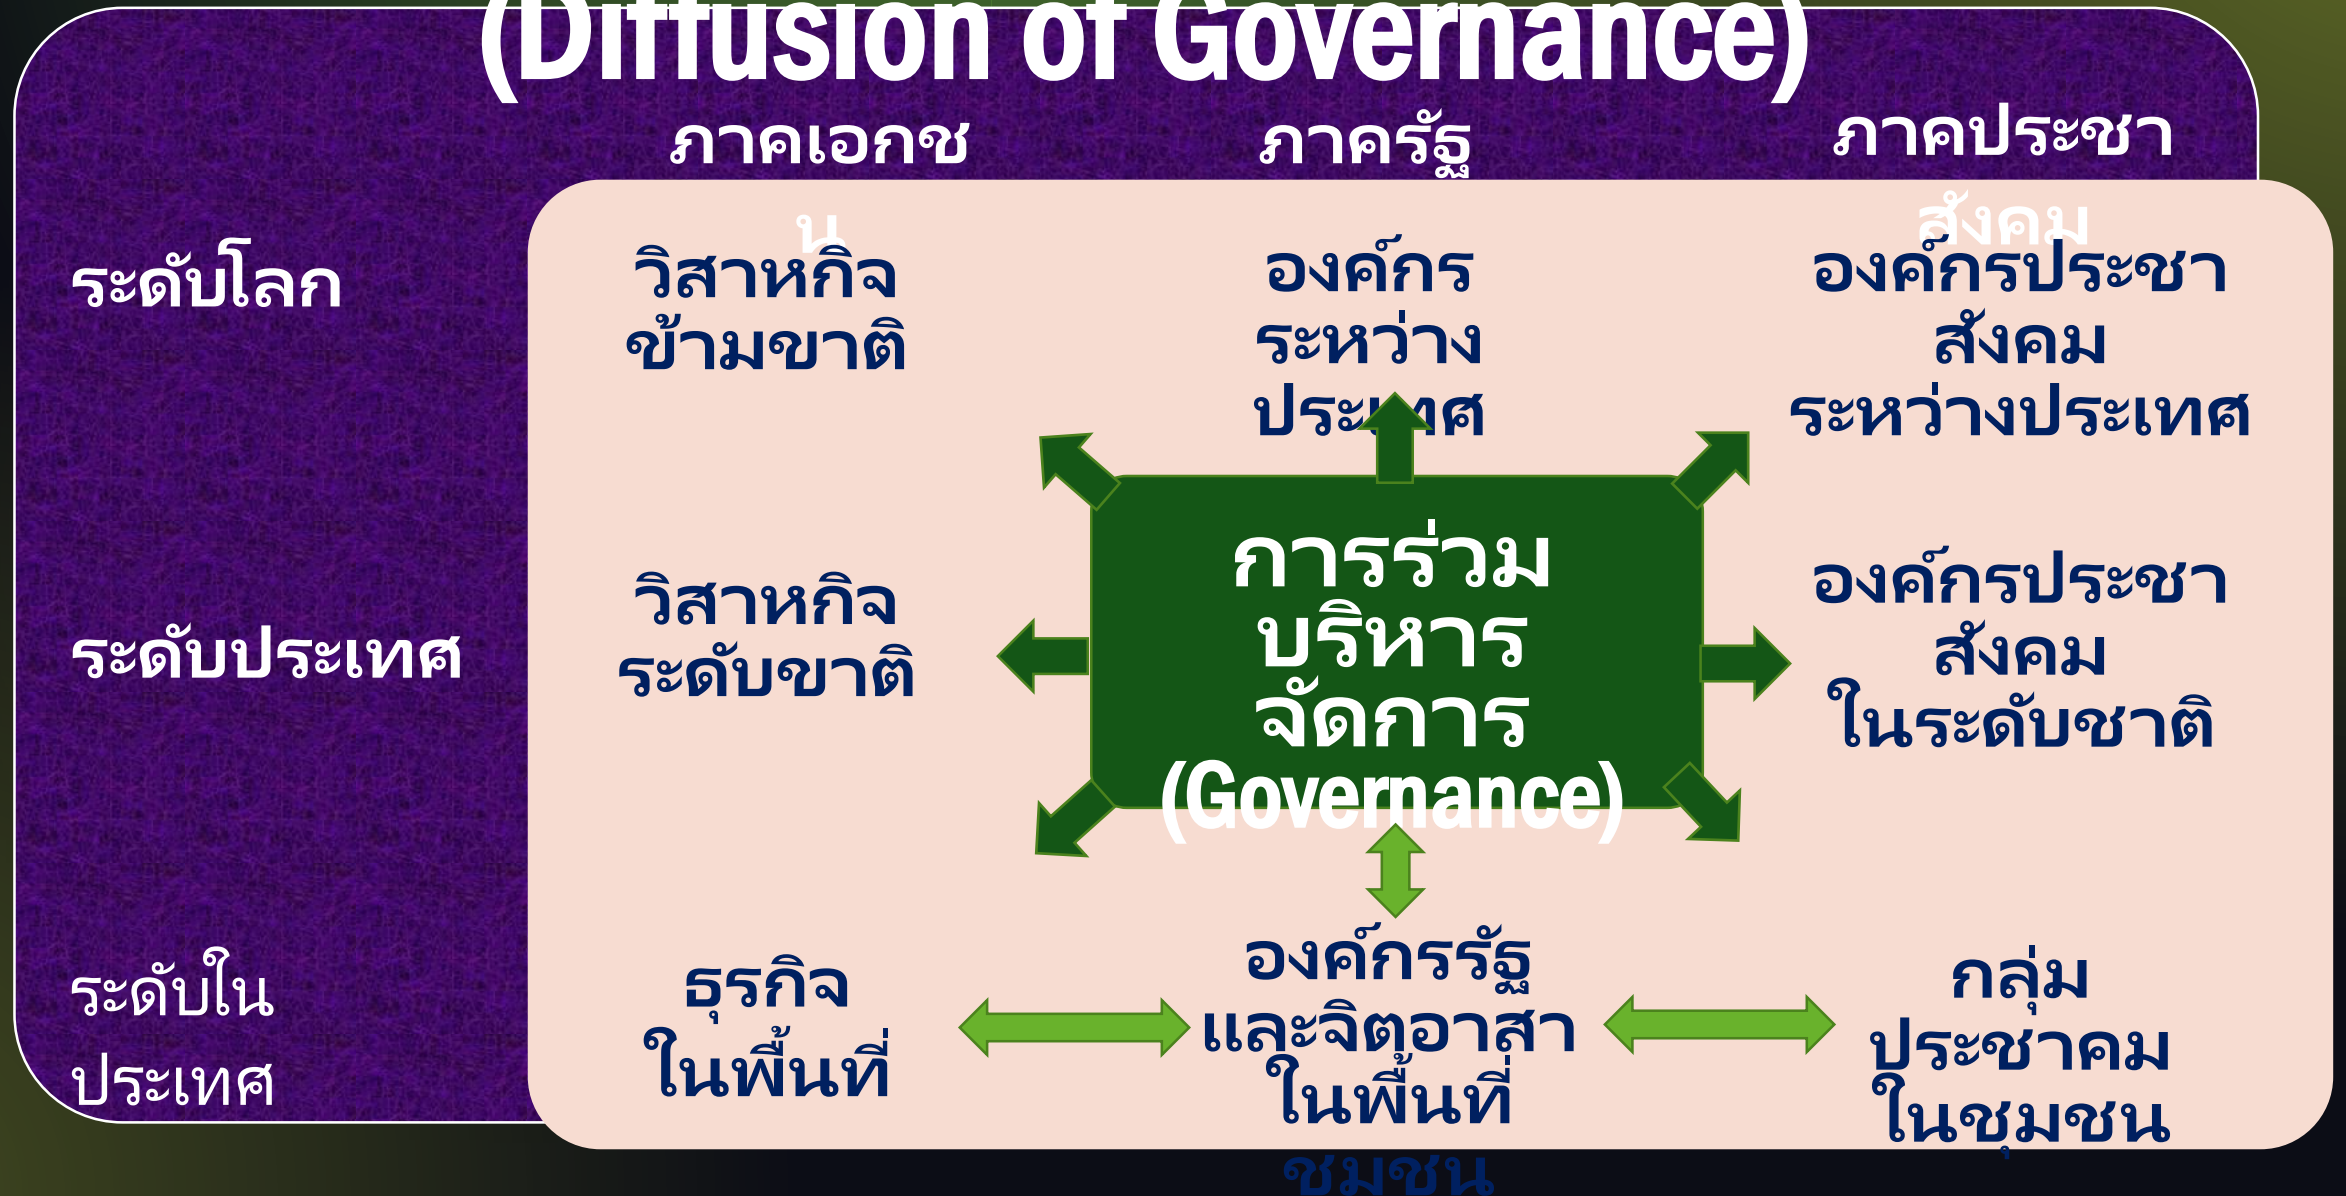 (Diffusion of Governance)
ภาคเอกช
น
ภาครัฐ
ภาคประชา
สังคม
ระดับโลก
วิสาหกิจ
ข้ามขาติ
องค์กร
ระหว่าง
ประเทศ
องค์กรประชา
สังคม
ระหว่างประเทศ
การร่วม
บริหาร
จัดการ
(Governance)
ระดับประเทศ
วิสาหกิจ
ระดับขาติ
องค์กรประชา
สังคม
ในระดับชาติ
ระดับใน
ประเทศ
ธุรกิจ
ในพื้นที่
องค์กรรัฐ
และจิตอาสา
ในพื้นที่
ชุมชน
กลุ่ม
ประชาคม
ในชุมชน